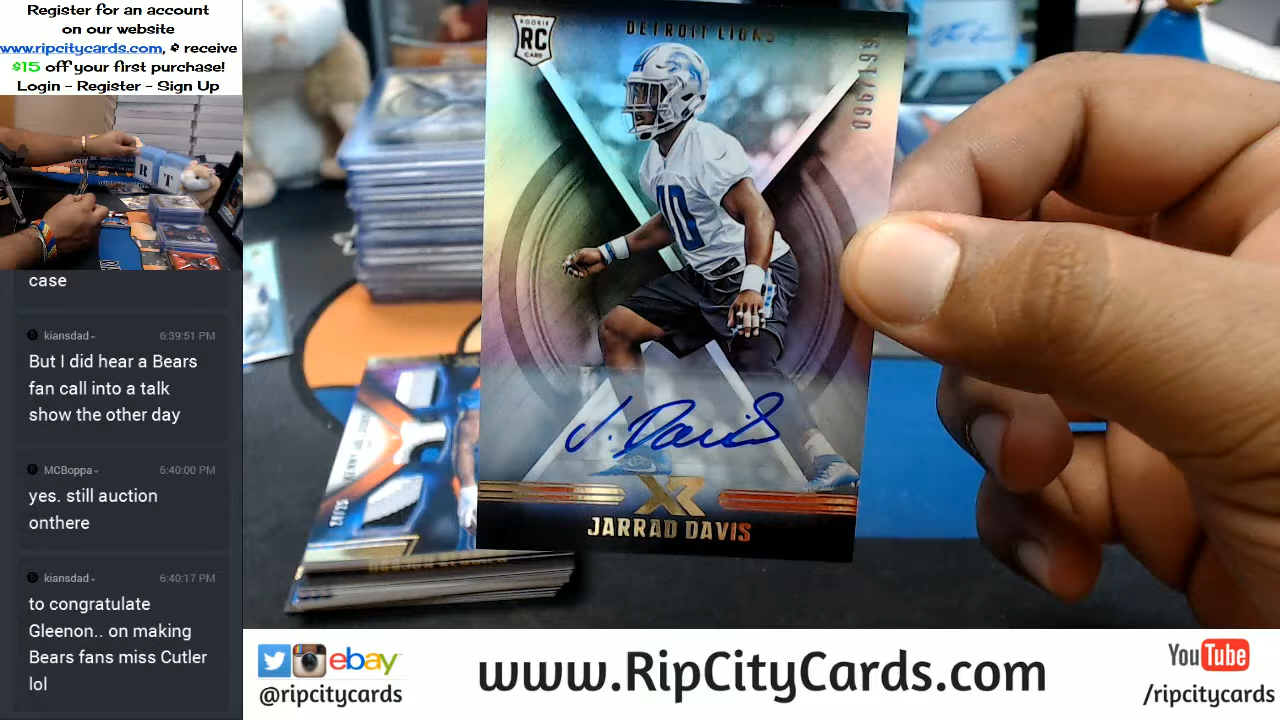 Register for an account
on our website
www.ripcitycards.com, & receive
$15 off your first purchase!
Login - Register - Sign Up
case
kiansdad
6:39:51 PM
But I did hear a Bears
fan call into a talk
show the other day
MCBoppa
6:40:00 PM
yes. still auction
onthere
kiansdad
6:40:17 PM
to congratulate
Gleenon.. on making
Bears fans miss Cutler
lol
ROOKIE
RC
CARD
DETROIT LIONS
096/199
40
J. Davis
XR
JARRAD DAVIS
R T
ebay
@ripcitycards
www.RipCityCards.com
YouTube
/ripcitycards